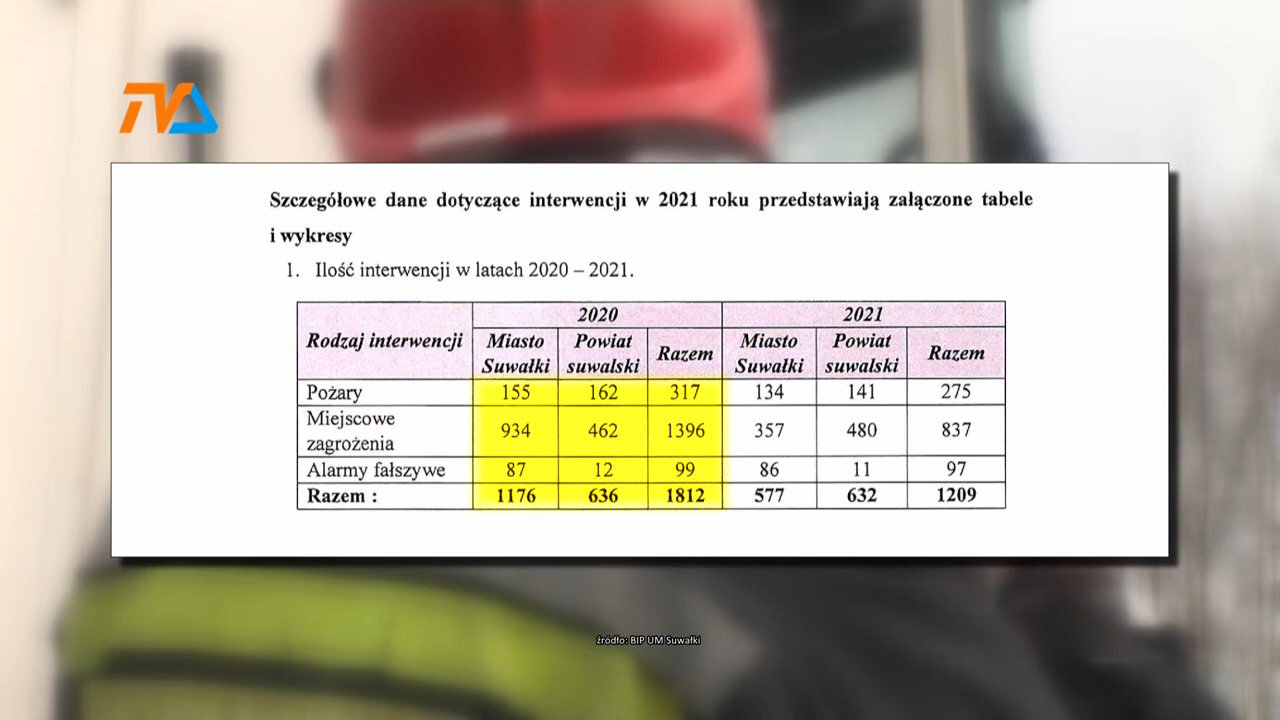 TVS
Szczegółowe dane dotyczące interwencji w 2021 roku przedstawiają załączone tabele
i wykresy
1. Ilość interwencji w latach 2020 – 2021.
Rodzaj interwencji 2020 2021
Miasto Suwałki Powiat suwalski Razem Miasto Suwałki Powiat suwalski Razem
Pożary 155 162 317 134 141 275
Miejscowe zagrożenia 934 462 1396 357 480 837
Alarmy fałszywe 87 12 99 86 11 97
Razem : 1176 636 1812 577 632 1209
źródło: BIP UM Suwałki